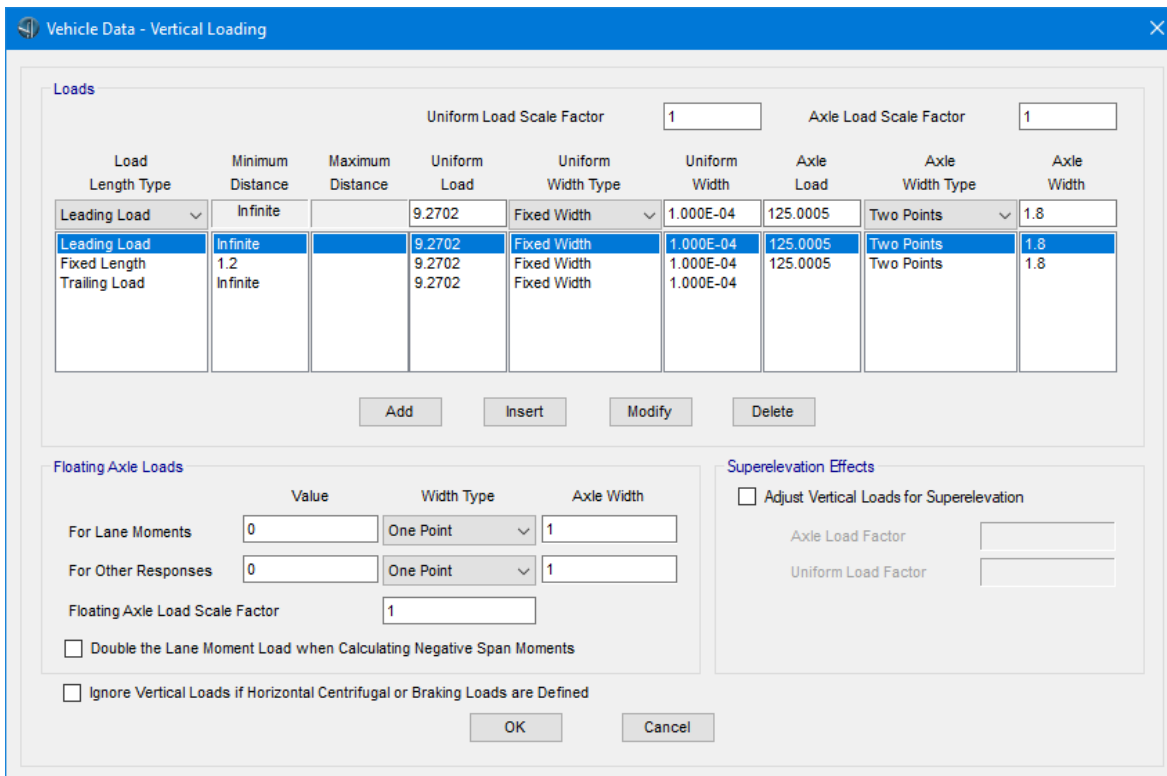 Vehicle Data - Vertical Loading
Loads
Uniform Load Scale Factor 1 Axle Load Scale Factor 1
Load Minimum Maximum Uniform Uniform Uniform Axle Axle Axle
Length Type Distance Distance Load Width Type Width Load Width Type Width
Leading Load Infinite 9.2702 Fixed Width 1.000E-04 125.0005 Two Points 1.8
Leading Load Infinite 9.2702 Fixed Width 1.000E-04 125.0005 Two Points 1.8
Fixed Length 1.2 9.2702 Fixed Width 1.000E-04 125.0005 Two Points 1.8
Trailing Load Infinite 9.2702 Fixed Width 1.000E-04
Add Insert Modify Delete
Floating Axle Loads
Value Width Type Axle Width
For Lane Moments 0 One Point 1
For Other Responses 0 One Point 1
Floating Axle Load Scale Factor 1
Double the Lane Moment Load when Calculating Negative Span Moments
Superelevation Effects
Adjust Vertical Loads for Superelevation
Axle Load Factor
Uniform Load Factor
Ignore Vertical Loads if Horizontal Centrifugal or Braking Loads are Defined
OK Cancel